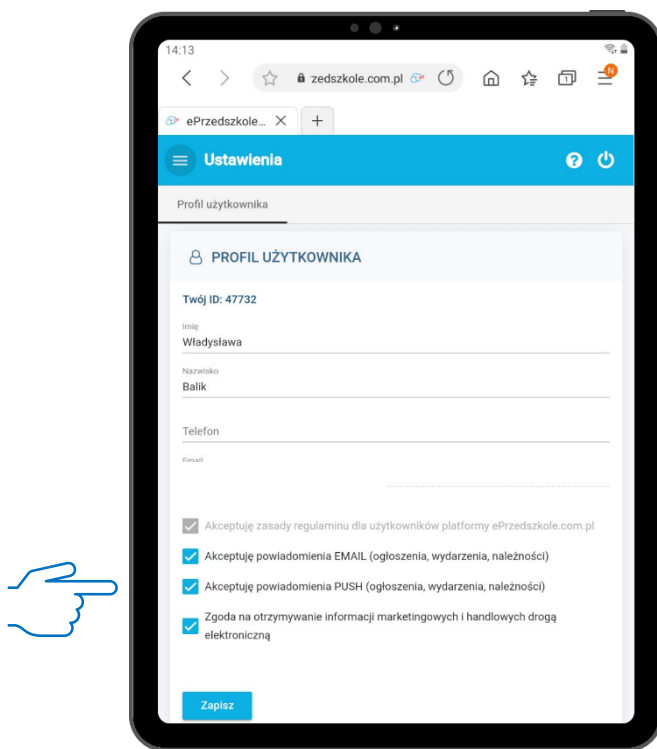 14:13
zedszkole.com.pl
1
N
ePrzedszkole...
Ustawienia
?
Profil użytkownika
PROFIL UŻYTKOWNIKA
Twój ID: 47732
Imię
Władysława
Nazwisko
Balik
Telefon
Email
Akceptuję zasady regulaminu dla użytkowników platformy ePrzedszkole.com.pl
Akceptuję powiadomienia EMAIL (ogłoszenia, wydarzenia, należności)
Akceptuję powiadomienia PUSH (ogłoszenia, wydarzenia, należności)
Zgoda na otrzymywanie informacji marketingowych i handlowych drogą
elektroniczną
Zapisz